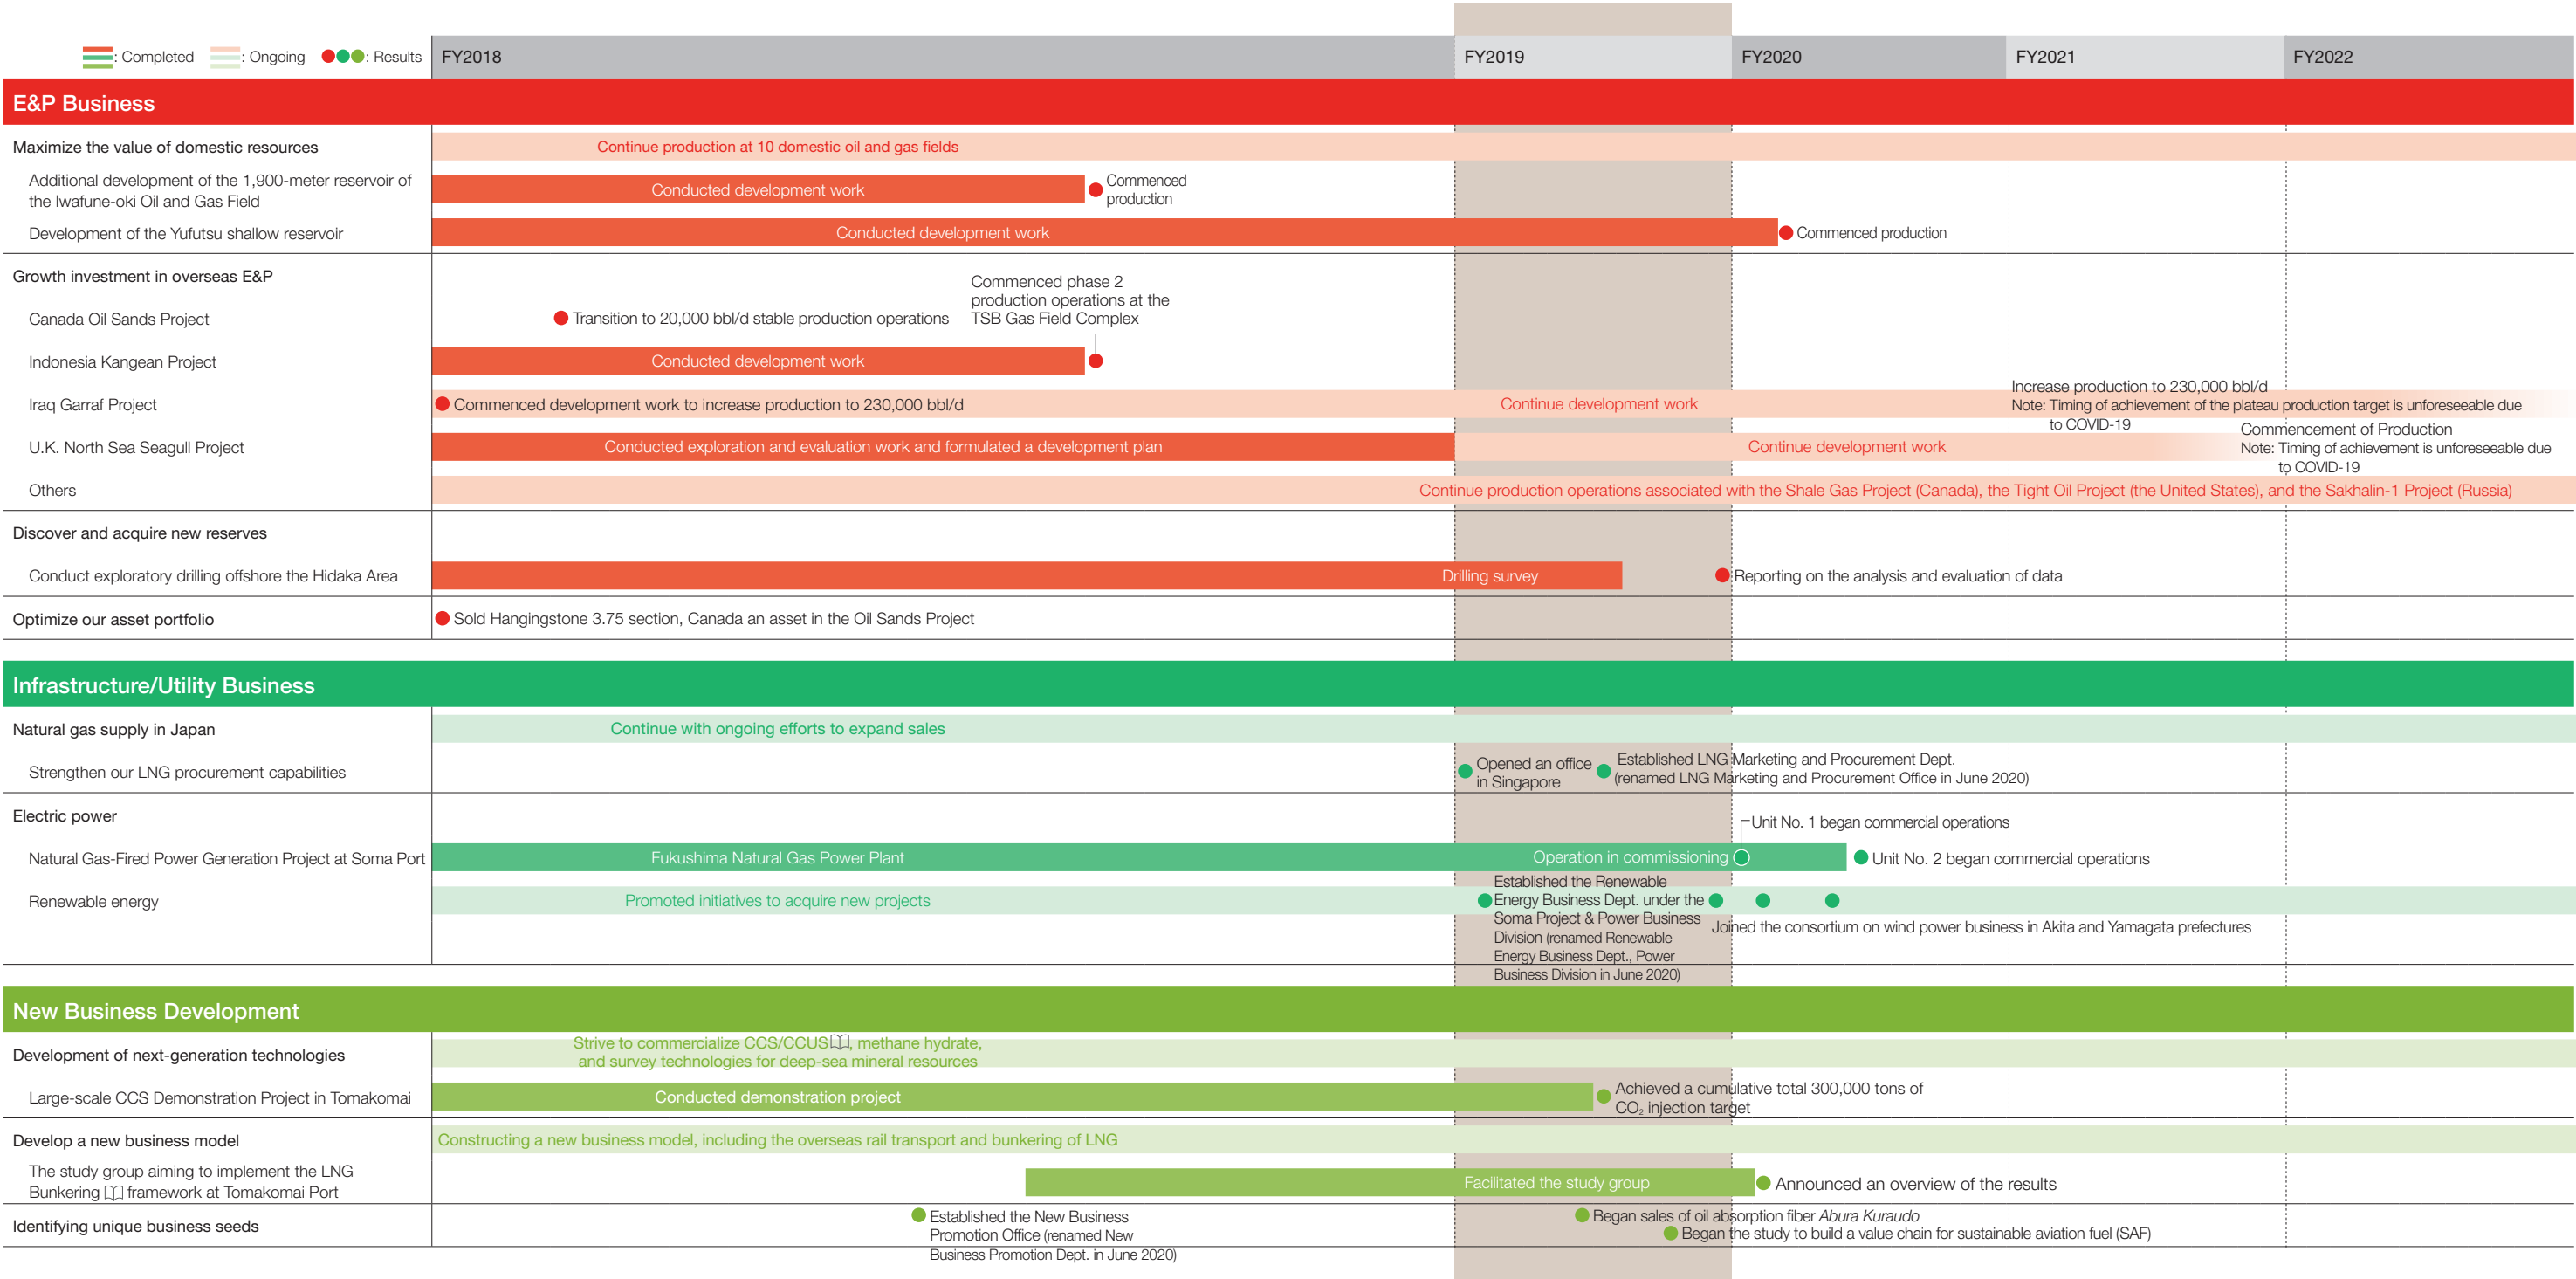 : Completed : Ongoing : Results FY2018 FY2019 FY2020 FY2021 FY2022
E&P Business
Maximize the value of domestic resources
Continue production at 10 domestic oil and gas fields
Additional development of the 1,900-meter reservoir of
the Iwafune-oki Oil and Gas Field
Conducted development work
Commenced
production
Development of the Yufutsu shallow reservoir
Conducted development work
Commenced production
Growth investment in overseas E&P
Canada Oil Sands Project
Transition to 20,000 bbl/d stable production operations
Commenced phase 2
production operations at the
TSB Gas Field Complex
Indonesia Kangean Project
Conducted development work
Iraq Garraf Project
Commenced development work to increase production to 230,000 bbl/d
Continue development work
Increase production to 230,000 bbl/d
Note: Timing of achievement of the plateau production target is unforeseeable due
to COVID-19
U.K. North Sea Seagull Project
Conducted exploration and evaluation work and formulated a development plan
Continue development work
Commencement of Production
Note: Timing of achievement is unforeseeable due
to COVID-19
Others
Continue production operations associated with the Shale Gas Project (Canada), the Tight Oil Project (the United States), and the Sakhalin-1 Project (Russia)
Discover and acquire new reserves
Conduct exploratory drilling offshore the Hidaka Area
Drilling survey
Reporting on the analysis and evaluation of data
Optimize our asset portfolio
Sold Hangingstone 3.75 section, Canada an asset in the Oil Sands Project
Infrastructure/Utility Business
Natural gas supply in Japan
Continue with ongoing efforts to expand sales
Strengthen our LNG procurement capabilities
Opened an office
in Singapore
Established LNG Marketing and Procurement Dept.
(renamed LNG Marketing and Procurement Office in June 2020)
Electric power
Unit No. 1 began commercial operations
Natural Gas-Fired Power Generation Project at Soma Port
Fukushima Natural Gas Power Plant
Operation in commissioning
Unit No. 2 began commercial operations
Renewable energy
Promoted initiatives to acquire new projects
Established the Renewable
Energy Business Dept. under the
Soma Project & Power Business
Division (renamed Renewable
Energy Business Dept., Power
Business Division in June 2020)
Joined the consortium on wind power business in Akita and Yamagata prefectures
New Business Development
Development of next-generation technologies
Strive to commercialize CCS/CCUS, methane hydrate,
and survey technologies for deep-sea mineral resources
Large-scale CCS Demonstration Project in Tomakomai
Conducted demonstration project
Achieved a cumulative total 300,000 tons of
CO₂ injection target
Develop a new business model
Constructing a new business model, including the overseas rail transport and bunkering of LNG
The study group aiming to implement the LNG
Bunkering framework at Tomakomai Port
Facilitated the study group
Announced an overview of the results
Identifying unique business seeds
Established the New Business
Promotion Office (renamed New
Business Promotion Dept. in June 2020)
Began sales of oil absorption fiber Abura Kuraudo
Began the study to build a value chain for sustainable aviation fuel (SAF)